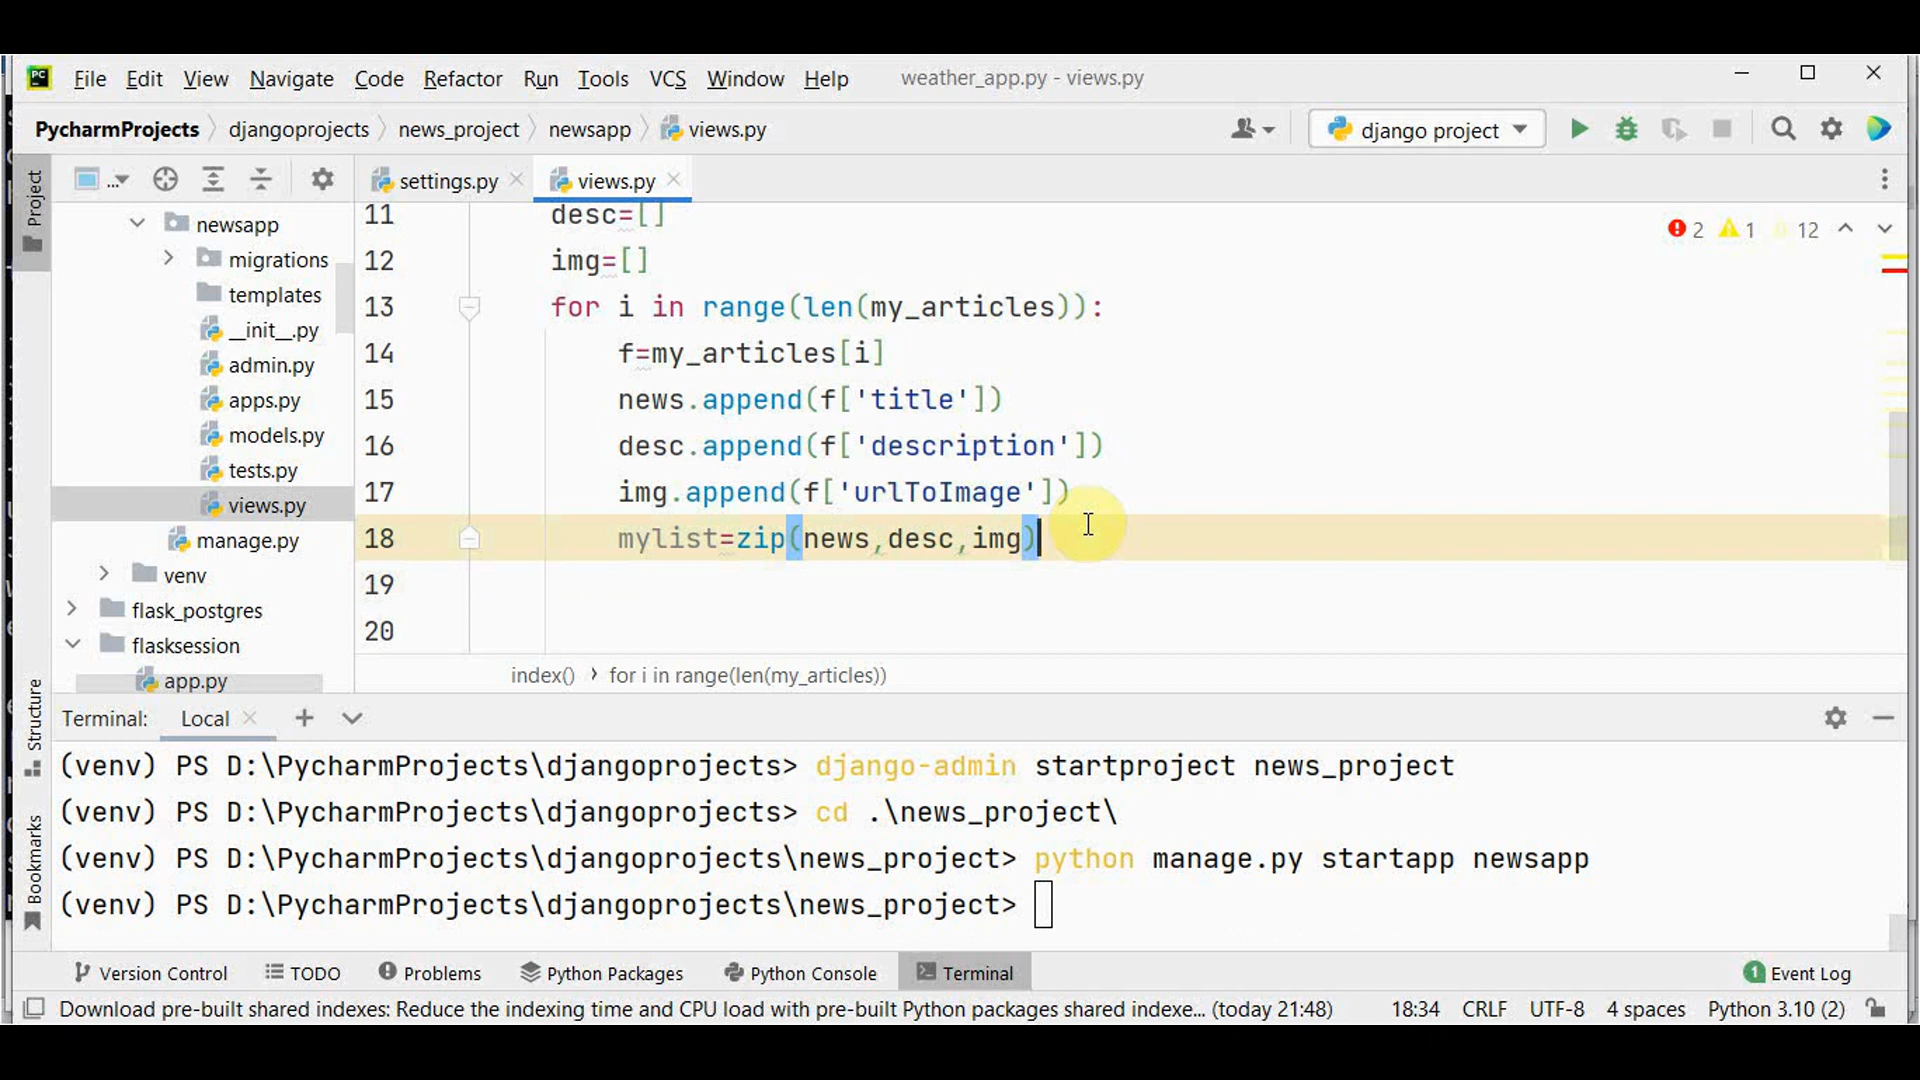 PC File Edit View Navigate Code Refactor Run Tools VCS Window Help weather_app.py - views.py
PycharmProjects djangoprojects news_project newsapp views.py django project
Project
... settings.py views.py
newsapp
migrations
templates
__init__.py
admin.py
apps.py
models.py
tests.py
views.py
manage.py
venv
flask_postgres
flasksession
app.py
2 1 12
11 desc=[]
12 img=[]
13 for i in range(len(my_articles)):
14 f=my_articles[i]
15 news.append(f['title'])
16 desc.append(f['description'])
17 img.append(f['urlToImage'])
18 mylist=zip(news,desc,img)
19
20
index() for i in range(len(my_articles))
Structure
Bookmarks
Terminal: Local
(venv) PS D:\PycharmProjects\djangoprojects> django-admin startproject news_project
(venv) PS D:\PycharmProjects\djangoprojects> cd .\news_project\
(venv) PS D:\PycharmProjects\djangoprojects\news_project> python manage.py startapp newsapp
(venv) PS D:\PycharmProjects\djangoprojects\news_project>
Version Control TODO Problems Python Packages Python Console Terminal 1 Event Log
Download pre-built shared indexes: Reduce the indexing time and CPU load with pre-built Python packages shared indexe... (today 21:48) 18:34 CRLF UTF-8 4 spaces Python 3.10 (2)